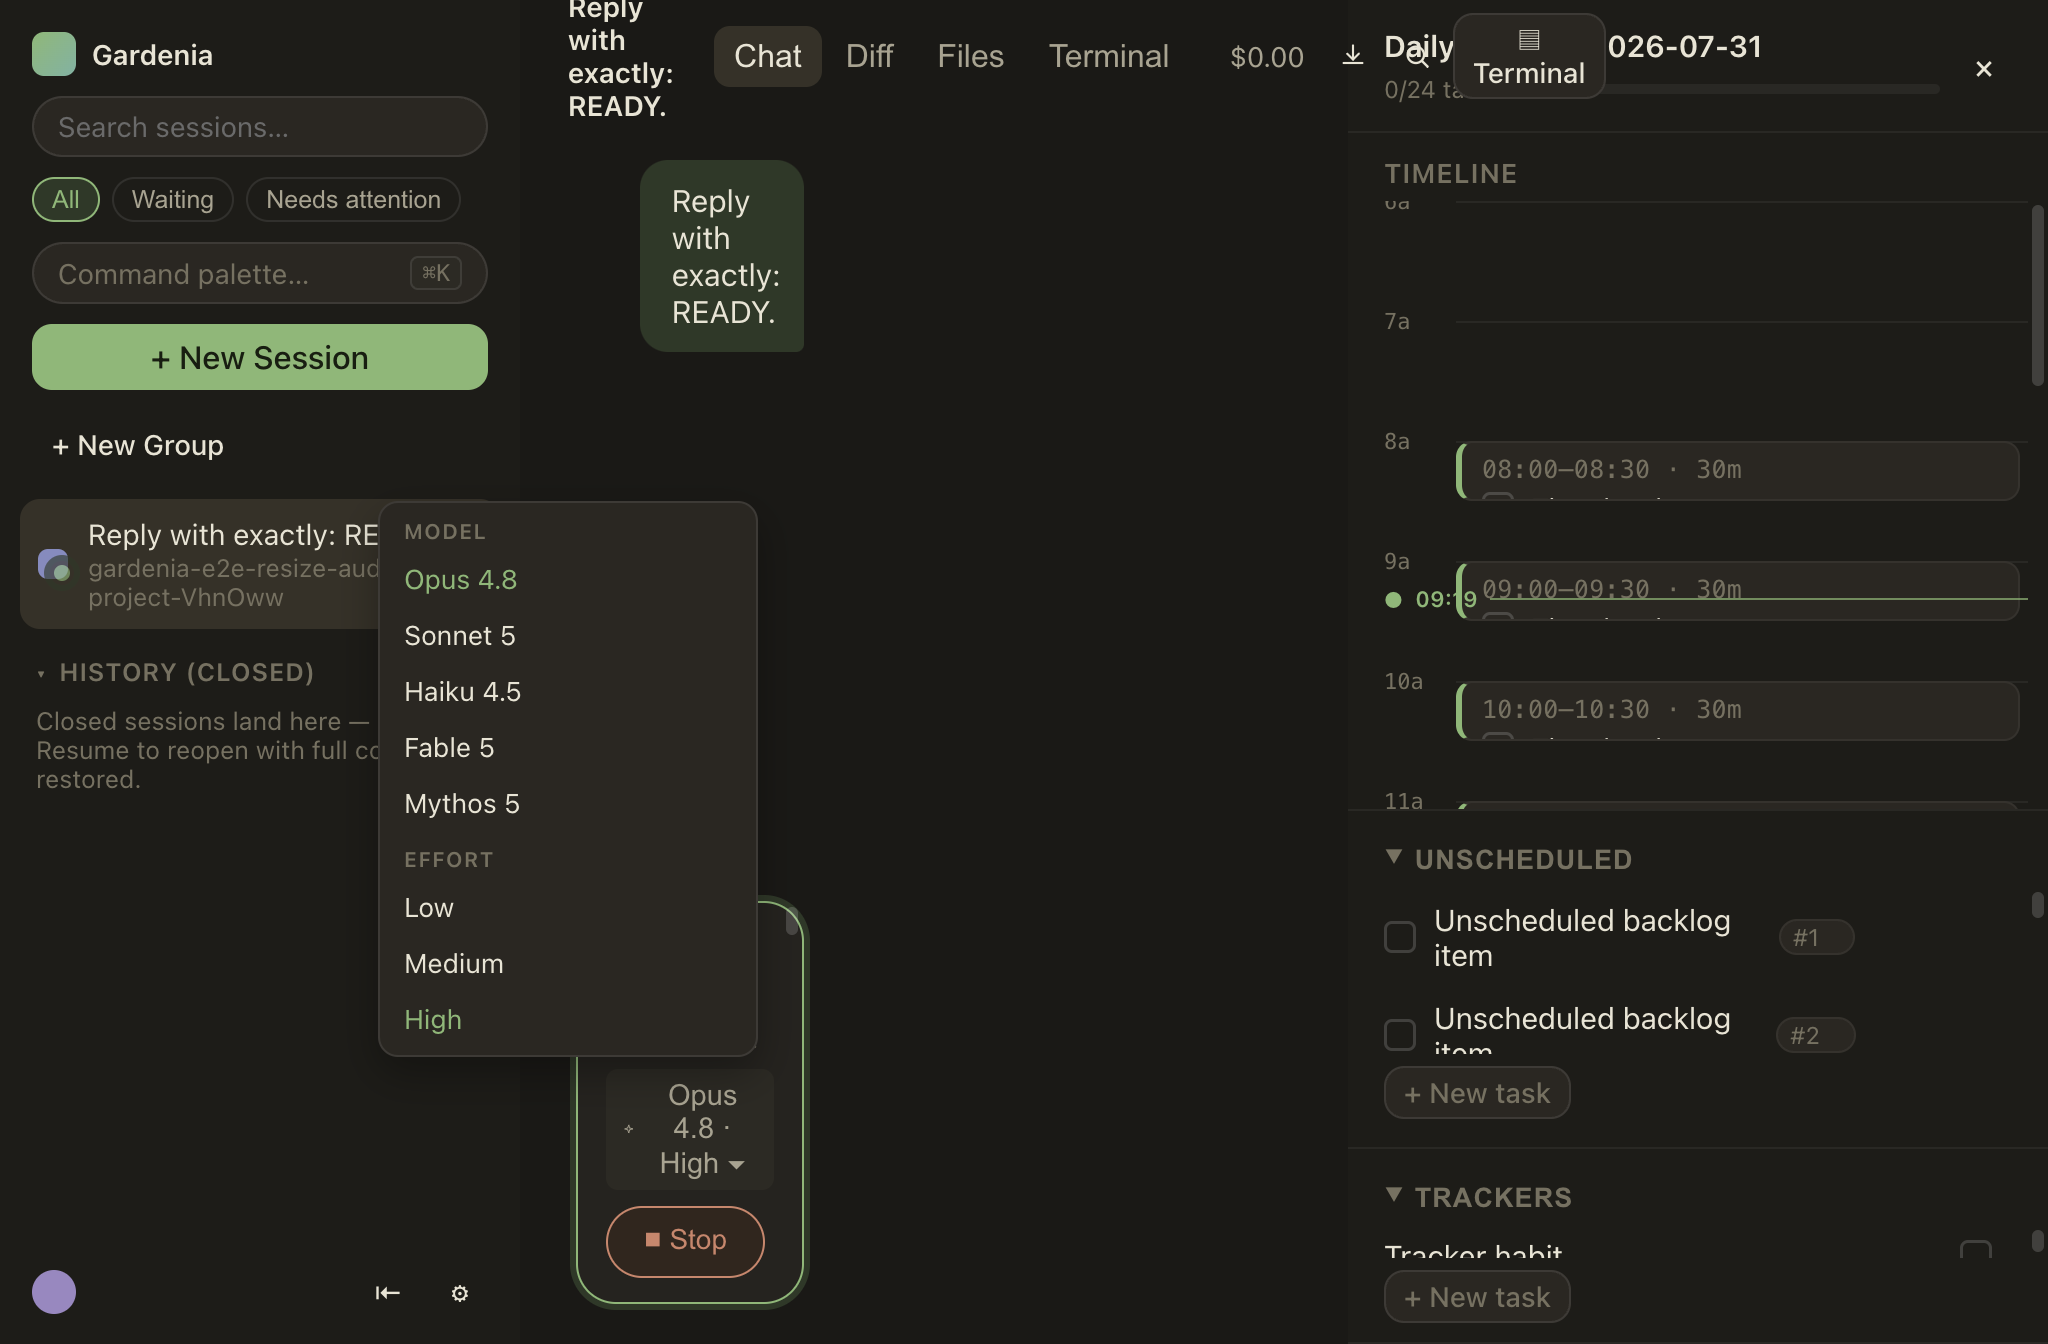 Gardenia
Search sessions...
All
Waiting
Needs attention
Command palette...
⌘K
+ New Session
+ New Group
Reply with exactly: RE
gardenia-e2e-resize-aud
project-VhnOww
HISTORY (CLOSED)
Closed sessions land here —
Resume to reopen with full co
restored.
Reply
with
exactly:
READY.
Chat
Diff
Files
Terminal
$0.00
Reply
with
exactly:
READY.
MODEL
Opus 4.8
Sonnet 5
Haiku 4.5
Fable 5
Mythos 5
EFFORT
Low
Medium
High
Opus
4.8 ·
High
Stop
Daily
Terminal
026-07-31
0/24 ta
×
TIMELINE
6a
7a
8a
08:00–08:30 · 30m
9a
09:00–09:30 · 30m
10a
10:00–10:30 · 30m
11a
UNSCHEDULED
Unscheduled backlog
item
#1
Unscheduled backlog
item
#2
+ New task
TRACKERS
Tracker habit
+ New task